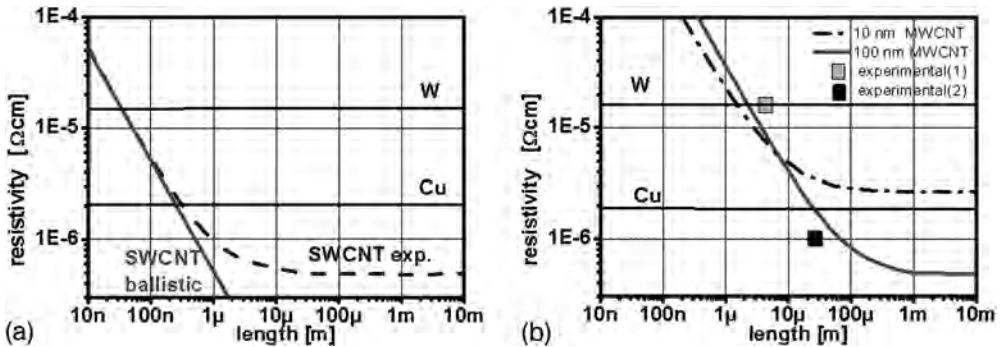 1E-4
1E-5
1E-6
resistivity [Ωcm]
W
Cu
SWCNT
ballistic
SWCNT exp.
10n 100n 1µ 10µ 100µ 1m 10m
length [m]
(a)
1E-4
1E-5
1E-6
resistivity [Ωcm]
10 nm MWCNT
100 nm MWCNT
experimental(1)
experimental(2)
W
Cu
10n 100n 1µ 10µ 100µ 1m 10m
length [m]
(b)